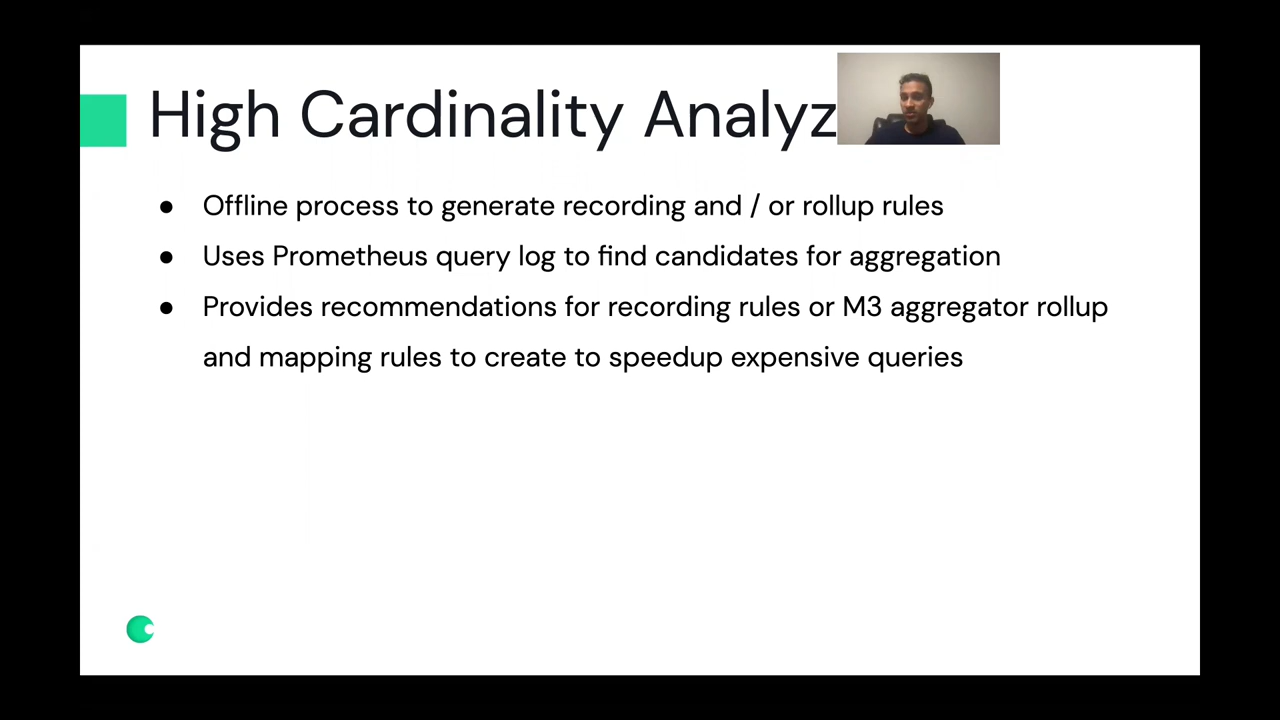 High Cardinality Analyz
● Offline process to generate recording and / or rollup rules
● Uses Prometheus query log to find candidates for aggregation
● Provides recommendations for recording rules or M3 aggregator rollup
and mapping rules to create to speedup expensive queries